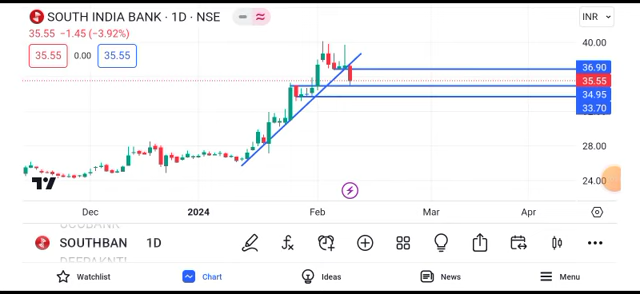 SOUTH INDIA BANK · 1D · NSE
INR
35.55 −1.45 (−3.92%)
35.55 0.00 35.55
40.00
36.90
35.55
34.95
33.70
28.00
24.00
Dec 2024 Feb Mar Apr
SOUTHBAN 1D
Watchlist Chart Ideas News Menu